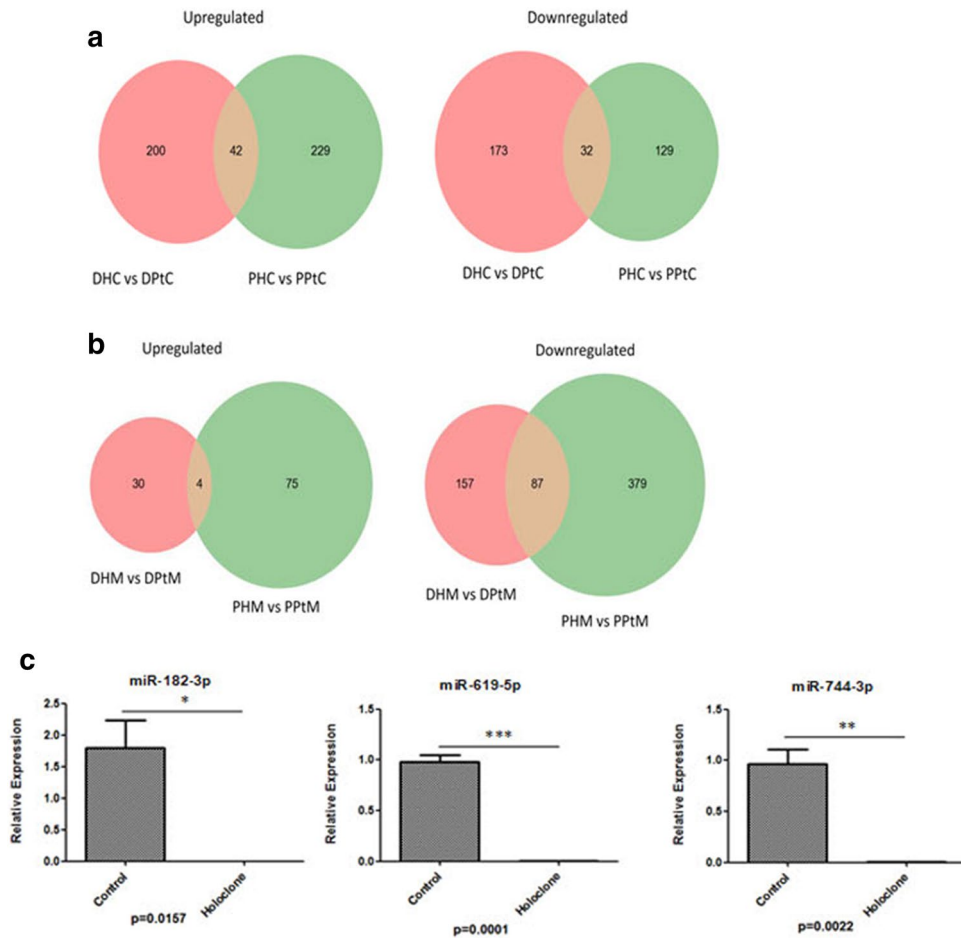 a
Upregulated
Downregulated
200
42
229
173
32
129
DHC vs DPtC
PHC vs PPtC
DHC vs DPtC
PHC vs PPtC
b
Upregulated
Downregulated
30
4
75
157
87
379
DHM vs DPtM
PHM vs PPtM
DHM vs DPtM
PHM vs PPtM
c
miR-182-3p
Relative Expression
2.5
2.0
1.5
1.0
0.5
0.0
*
Control
Holoclone
p=0.0157
miR-619-5p
Relative Expression
1.5
1.0
0.5
0.0
***
Control
Holoclone
p=0.0001
miR-744-3p
Relative Expression
1.5
1.0
0.5
0.0
**
Control
Holoclone
p=0.0022